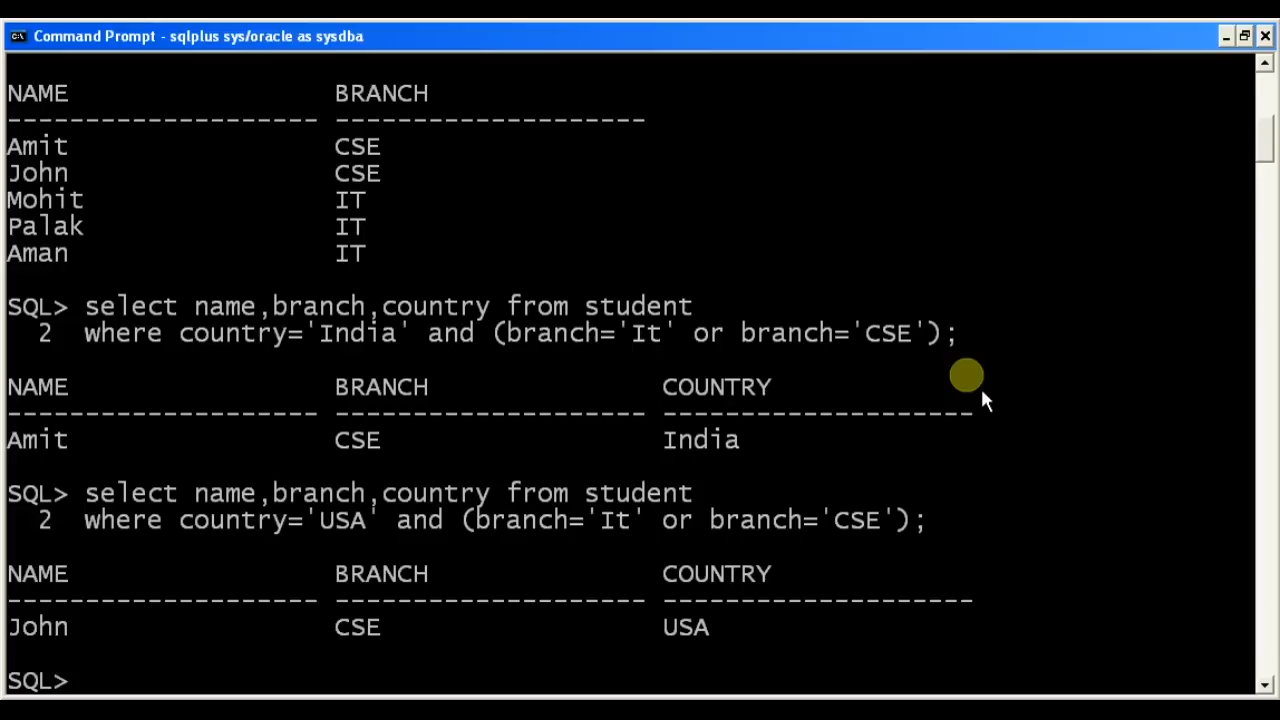 Command Prompt - sqlplus sys/oracle as sysdba
NAME BRANCH
-------------------- --------------------
Amit CSE
John CSE
Mohit IT
Palak IT
Aman IT
SQL> select name,branch,country from student
2 where country='India' and (branch='It' or branch='CSE');
NAME BRANCH COUNTRY
-------------------- -------------------- --------------------
Amit CSE India
SQL> select name,branch,country from student
2 where country='USA' and (branch='It' or branch='CSE');
NAME BRANCH COUNTRY
-------------------- -------------------- --------------------
John CSE USA
SQL>